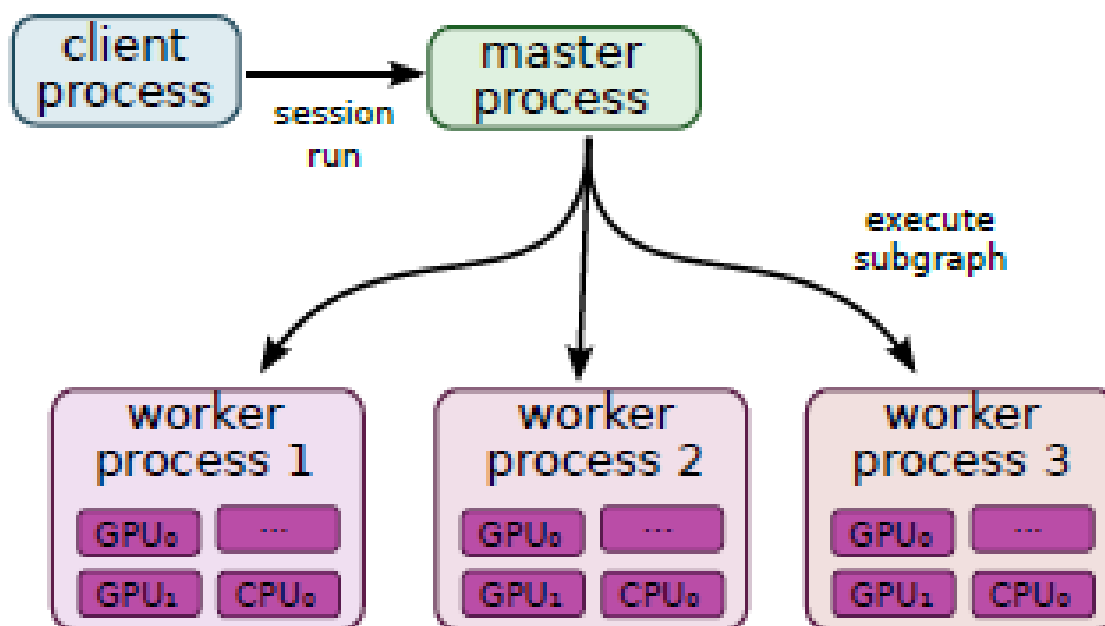 client
process
master
process
session
run
execute
subgraph
worker
process 1
GPU₀
...
GPU₁
CPU₀
worker
process 2
GPU₀
...
GPU₁
CPU₀
worker
process 3
GPU₀
...
GPU₁
CPU₀